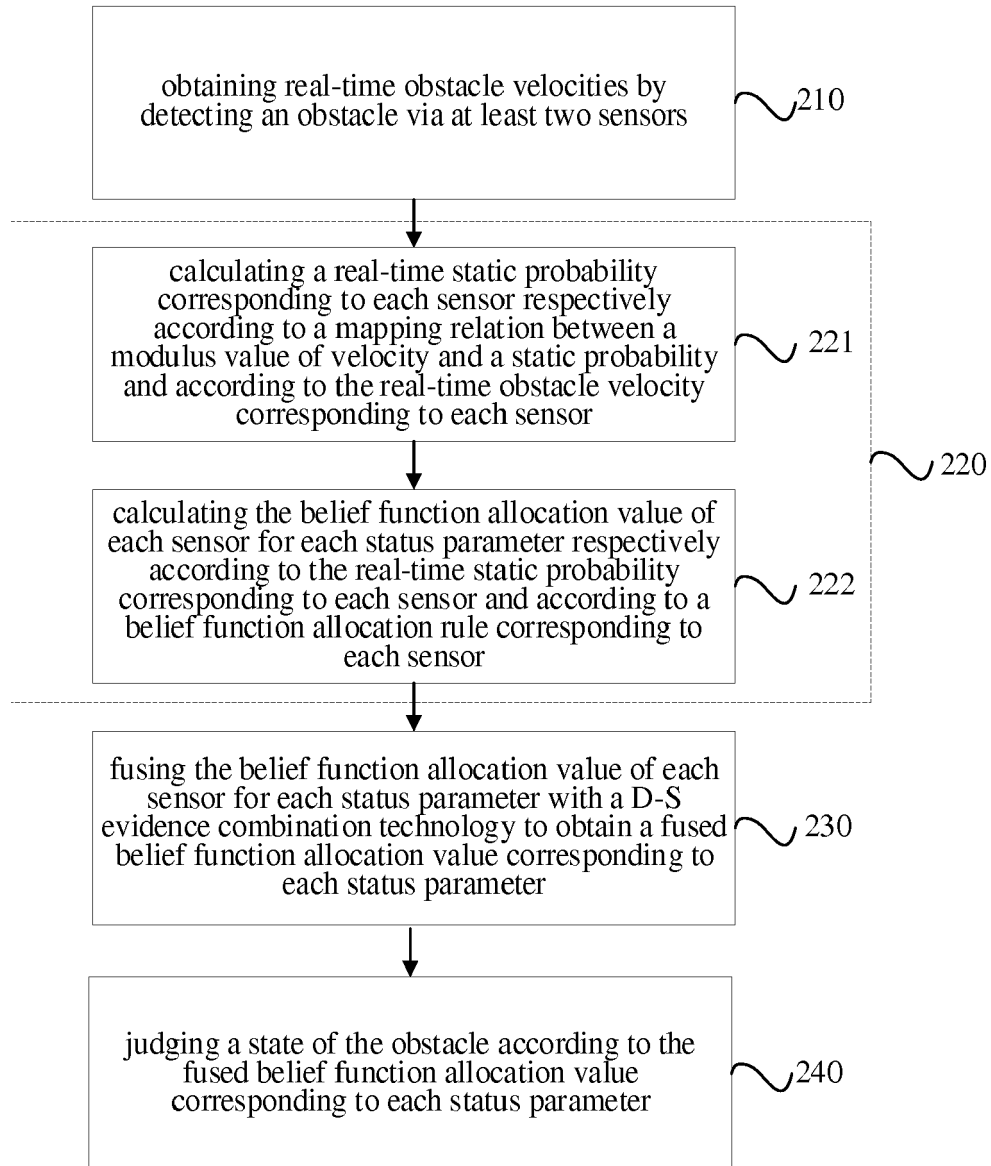 obtaining real-time obstacle velocities by
detecting an obstacle via at least two sensors
210
calculating a real-time static probability
corresponding to each sensor respectively
according to a mapping relation between a
modulus value of velocity and a static probability
and according to the real-time obstacle velocity
corresponding to each sensor
221
220
calculating the belief function allocation value of
each sensor for each status parameter respectively
according to the real-time static probability
corresponding to each sensor and according to a
belief function allocation rule corresponding to
each sensor
222
fusing the belief function allocation value of each
sensor for each status parameter with a D-S
evidence combination technology to obtain a fused
belief function allocation value corresponding to
each status parameter
230
judging a state of the obstacle according to the
fused belief function allocation value
corresponding to each status parameter
240